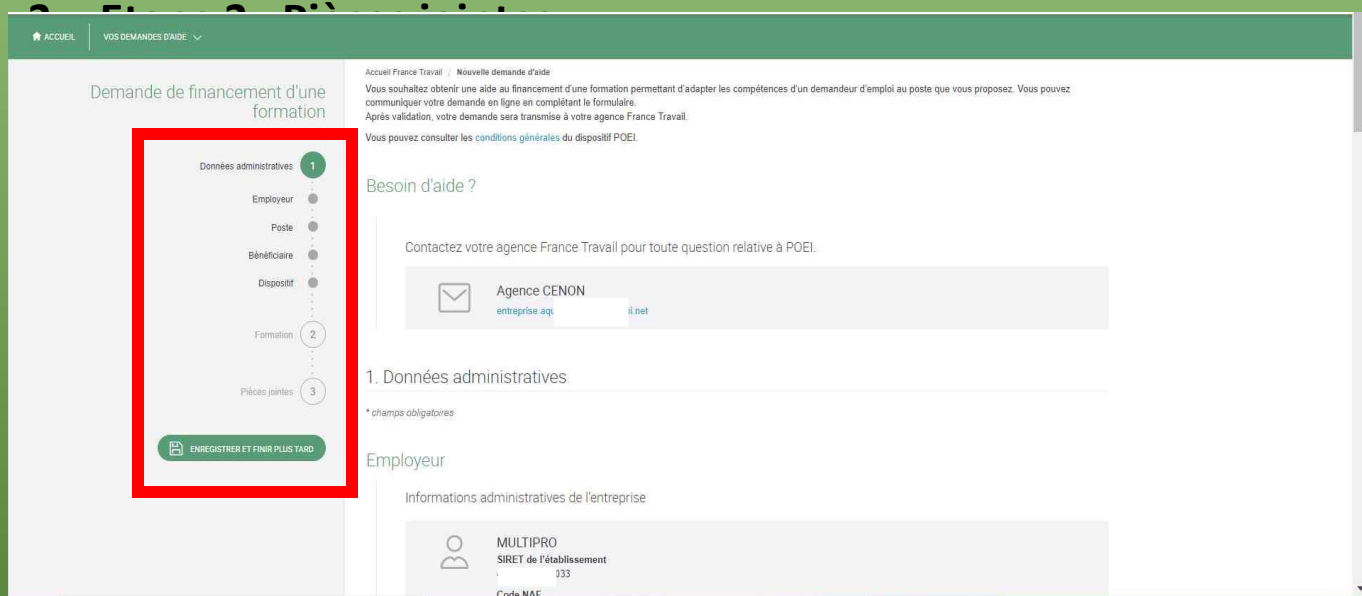 ACCUEIL
VOS DEMANDES D'AIDE
Demande de financement d'une
formation
Données administratives 1
Employeur
Poste
Bénéficiaire
Dispositif
Formation 2
Pièces jointes 3
ENREGISTRER ET FINIR PLUS TARD
Accueil France Travail / Nouvelle demande d'aide
Vous souhaitez obtenir une aide au financement d'une formation permettant d'adapter les compétences d'un demandeur d'emploi au poste que vous proposez. Vous pouvez
communiquer votre demande en ligne en complétant le formulaire.
Après validation, votre demande sera transmise à votre agence France Travail.
Vous pouvez consulter les conditions générales du dispositif POEI.
Besoin d'aide ?
Contactez votre agence France Travail pour toute question relative à POEI.
Agence CENON
entreprise.aqu i.net
1. Données administratives
* champs obligatoires
Employeur
Informations administratives de l'entreprise
MULTIPRO
SIRET de l'établissement
033
Code NAF